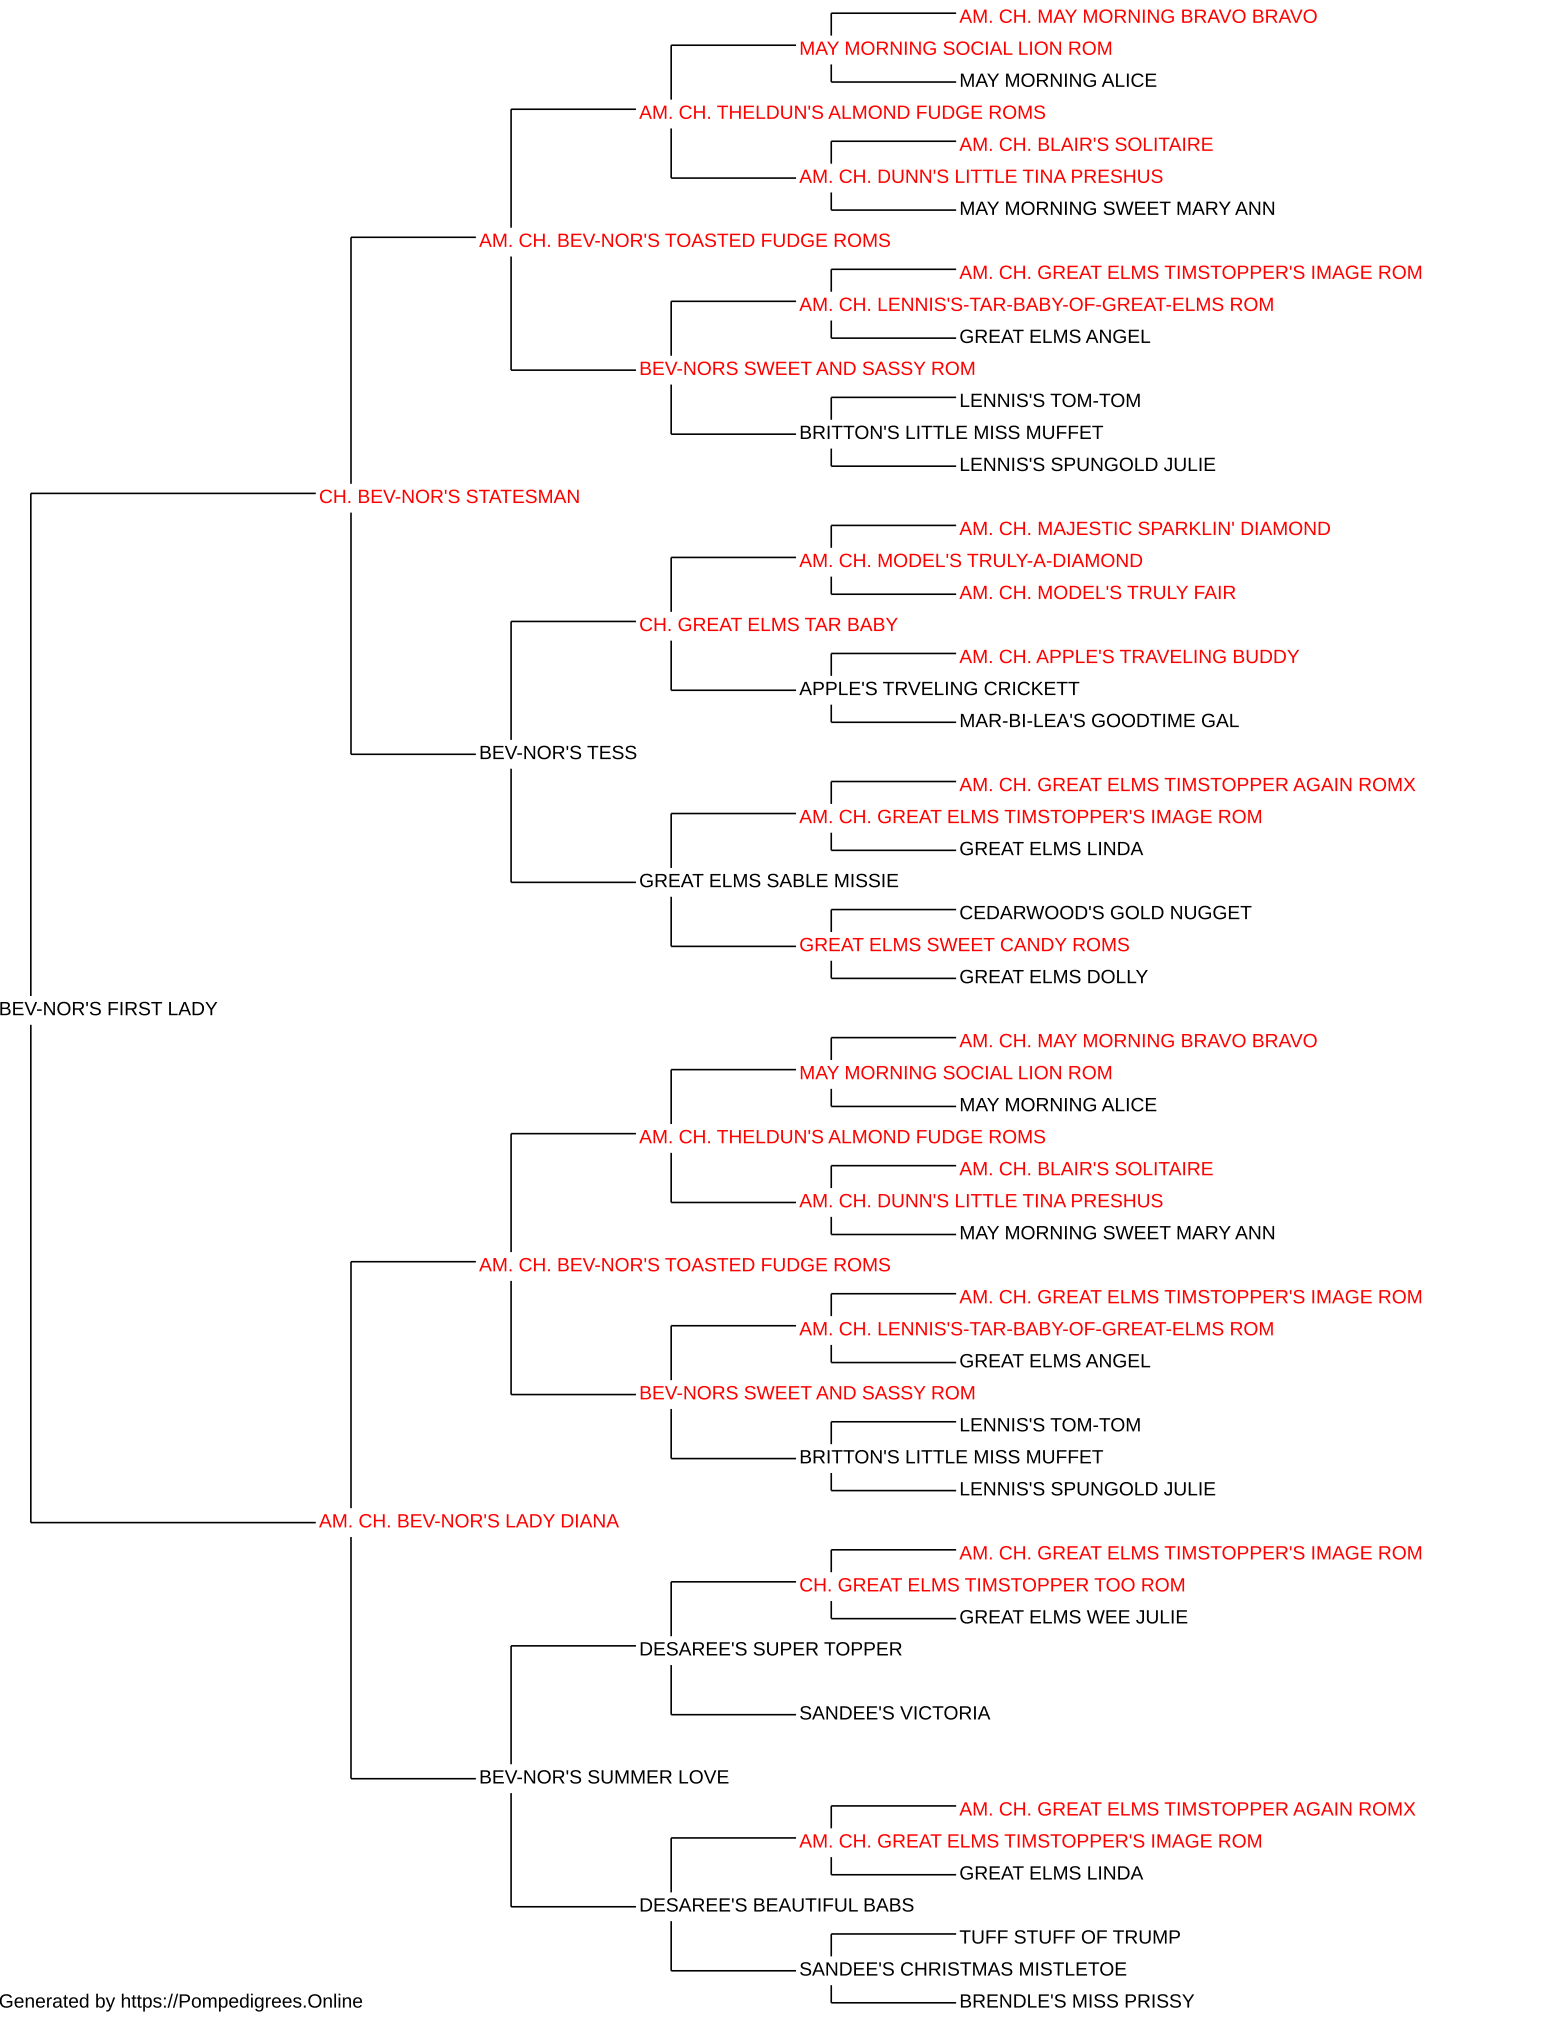 AM. CH. MAY MORNING BRAVO BRAVO
MAY MORNING SOCIAL LION ROM
MAY MORNING ALICE
AM. CH. THELDUN'S ALMOND FUDGE ROMS
AM. CH. BLAIR'S SOLITAIRE
AM. CH. DUNN'S LITTLE TINA PRESHUS
MAY MORNING SWEET MARY ANN
AM. CH. BEV-NOR'S TOASTED FUDGE ROMS
AM. CH. GREAT ELMS TIMSTOPPER'S IMAGE ROM
AM. CH. LENNIS'S-TAR-BABY-OF-GREAT-ELMS ROM
GREAT ELMS ANGEL
BEV-NORS SWEET AND SASSY ROM
LENNIS'S TOM-TOM
BRITTON'S LITTLE MISS MUFFET
LENNIS'S SPUNGOLD JULIE
CH. BEV-NOR'S STATESMAN
AM. CH. MAJESTIC SPARKLIN' DIAMOND
AM. CH. MODEL'S TRULY-A-DIAMOND
AM. CH. MODEL'S TRULY FAIR
CH. GREAT ELMS TAR BABY
AM. CH. APPLE'S TRAVELING BUDDY
APPLE'S TRVELING CRICKETT
MAR-BI-LEA'S GOODTIME GAL
BEV-NOR'S TESS
AM. CH. GREAT ELMS TIMSTOPPER AGAIN ROMX
AM. CH. GREAT ELMS TIMSTOPPER'S IMAGE ROM
GREAT ELMS LINDA
GREAT ELMS SABLE MISSIE
CEDARWOOD'S GOLD NUGGET
GREAT ELMS SWEET CANDY ROMS
GREAT ELMS DOLLY
BEV-NOR'S FIRST LADY
AM. CH. MAY MORNING BRAVO BRAVO
MAY MORNING SOCIAL LION ROM
MAY MORNING ALICE
AM. CH. THELDUN'S ALMOND FUDGE ROMS
AM. CH. BLAIR'S SOLITAIRE
AM. CH. DUNN'S LITTLE TINA PRESHUS
MAY MORNING SWEET MARY ANN
AM. CH. BEV-NOR'S TOASTED FUDGE ROMS
AM. CH. GREAT ELMS TIMSTOPPER'S IMAGE ROM
AM. CH. LENNIS'S-TAR-BABY-OF-GREAT-ELMS ROM
GREAT ELMS ANGEL
BEV-NORS SWEET AND SASSY ROM
LENNIS'S TOM-TOM
BRITTON'S LITTLE MISS MUFFET
LENNIS'S SPUNGOLD JULIE
AM. CH. BEV-NOR'S LADY DIANA
AM. CH. GREAT ELMS TIMSTOPPER'S IMAGE ROM
CH. GREAT ELMS TIMSTOPPER TOO ROM
GREAT ELMS WEE JULIE
DESAREE'S SUPER TOPPER
SANDEE'S VICTORIA
BEV-NOR'S SUMMER LOVE
AM. CH. GREAT ELMS TIMSTOPPER AGAIN ROMX
AM. CH. GREAT ELMS TIMSTOPPER'S IMAGE ROM
GREAT ELMS LINDA
DESAREE'S BEAUTIFUL BABS
TUFF STUFF OF TRUMP
SANDEE'S CHRISTMAS MISTLETOE
BRENDLE'S MISS PRISSY
Generated by https://Pompedigrees.Online